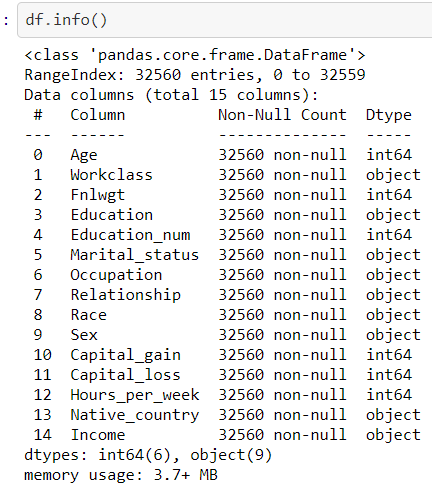 : df.info()
<class 'pandas.core.frame.DataFrame'>
RangeIndex: 32560 entries, 0 to 32559
Data columns (total 15 columns):
 #   Column          Non-Null Count  Dtype
---  ------          --------------  -----
 0   Age             32560 non-null  int64
 1   Workclass       32560 non-null  object
 2   Fnlwgt          32560 non-null  int64
 3   Education       32560 non-null  object
 4   Education_num   32560 non-null  int64
 5   Marital_status  32560 non-null  object
 6   Occupation      32560 non-null  object
 7   Relationship    32560 non-null  object
 8   Race            32560 non-null  object
 9   Sex             32560 non-null  object
 10  Capital_gain    32560 non-null  int64
 11  Capital_loss    32560 non-null  int64
 12  Hours_per_week  32560 non-null  int64
 13  Native_country  32560 non-null  object
 14  Income          32560 non-null  object
dtypes: int64(6), object(9)
memory usage: 3.7+ MB